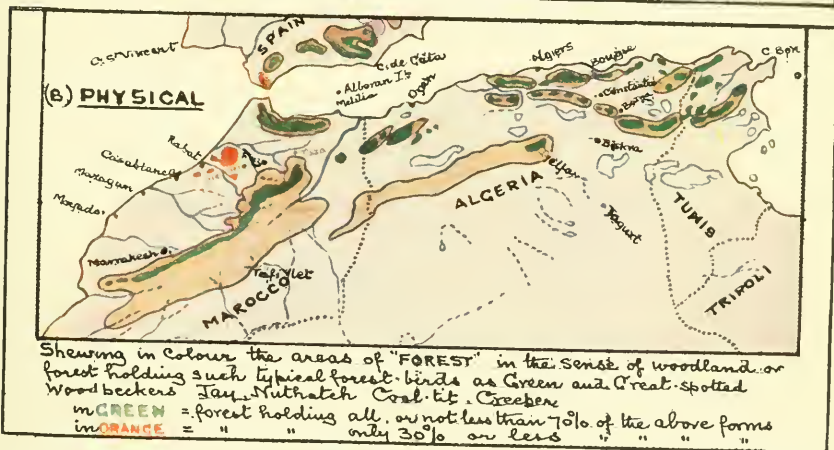 SPAIN
C. St Vincent
C. de Gata
Algiers
Bougie
C. Bon
Alboran Is.
Melilla
Oran
Constantine
(B) PHYSICAL
Rabat
Fez
Casablanca
Mazagan
Biskra
ALGERIA
TUNIS
Marrakesh
Tafilet
MAROCCO
TRIPOLI
Shewing in Colour the areas of "FOREST" in the sense of woodland or
forest holding such typical forest-birds as Green and Great-spotted
Woodpeckers Jay, Nuthatch Coal-tit, Creeper
in GREEN = forest holding all, or not less than 70% of the above forms
in ORANGE = " " only 30% or less " " " "